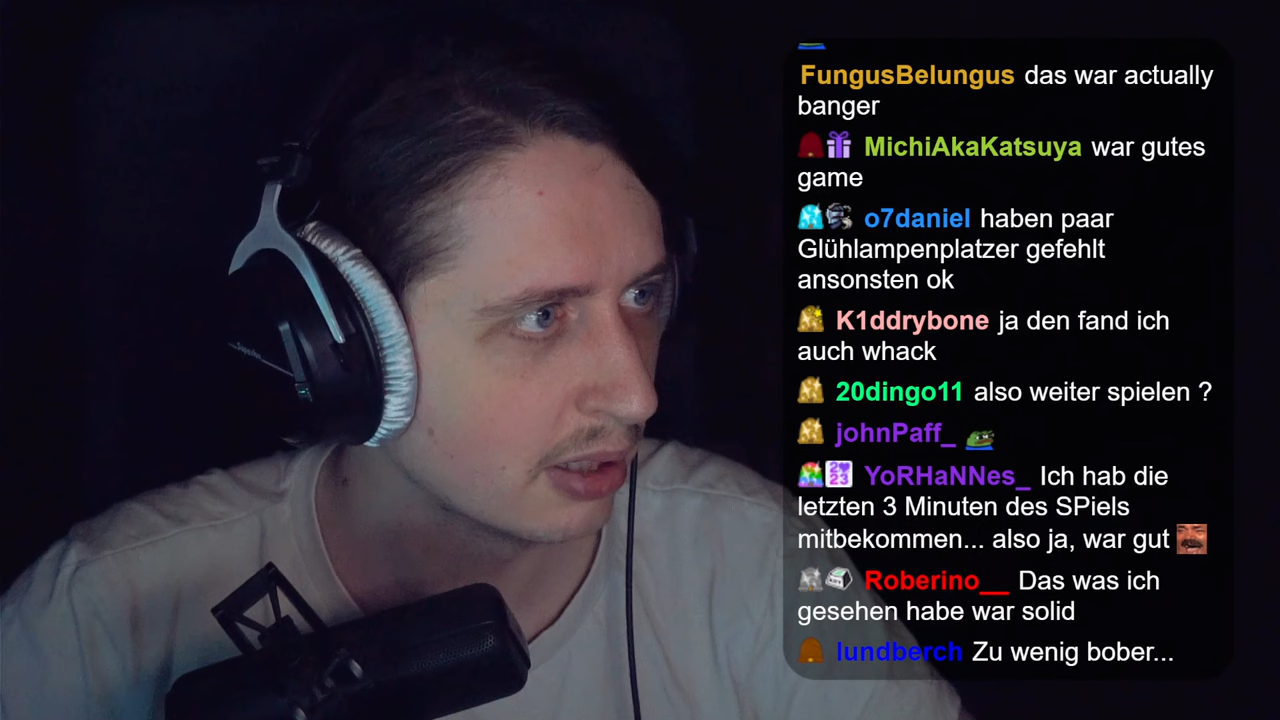 FungusBelungus das war actually
banger
MichiAkaKatsuya war gutes
game
o7daniel haben paar
Glühlampenplatzer gefehlt
ansonsten ok
K1ddrybone ja den fand ich
auch whack
20dingo11 also weiter spielen ?
johnPaff_
YoRHaNNes_ Ich hab die
letzten 3 Minuten des SPiels
mitbekommen... also ja, war gut
Roberino__ Das was ich
gesehen habe war solid
lundberch Zu wenig bober...